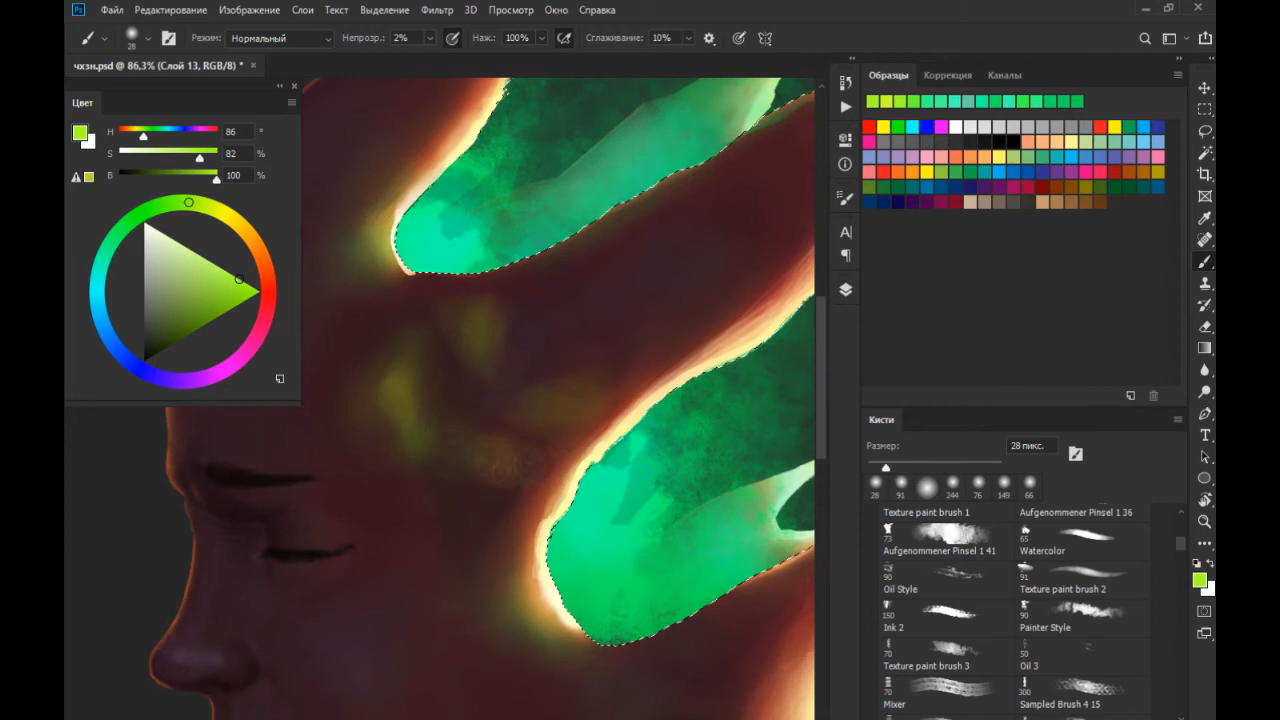 Ps Файл Редактирование Изображение Слои Текст Выделение Фильтр 3D Просмотр Окно Справка
28 Режим: Нормальный Непрозр.: 2% Наж.: 100% Сглаживание: 10%
чхзн.psd @ 86,3% (Слой 13, RGB/8) * ×
Цвет
H 86 °
S 82 %
B 100 %
Образцы Коррекция Каналы
Кисти
Размер: 28 пикс.
28 91 244 76 149 66
Texture paint brush 1 Aufgenommener Pinsel 1 36
73 65
Aufgenommener Pinsel 1 41 Watercolor
90 91
Oil Style Texture paint brush 2
150 90
Ink 2 Painter Style
70 50
Texture paint brush 3 Oil 3
70 300
Mixer Sampled Brush 4 15